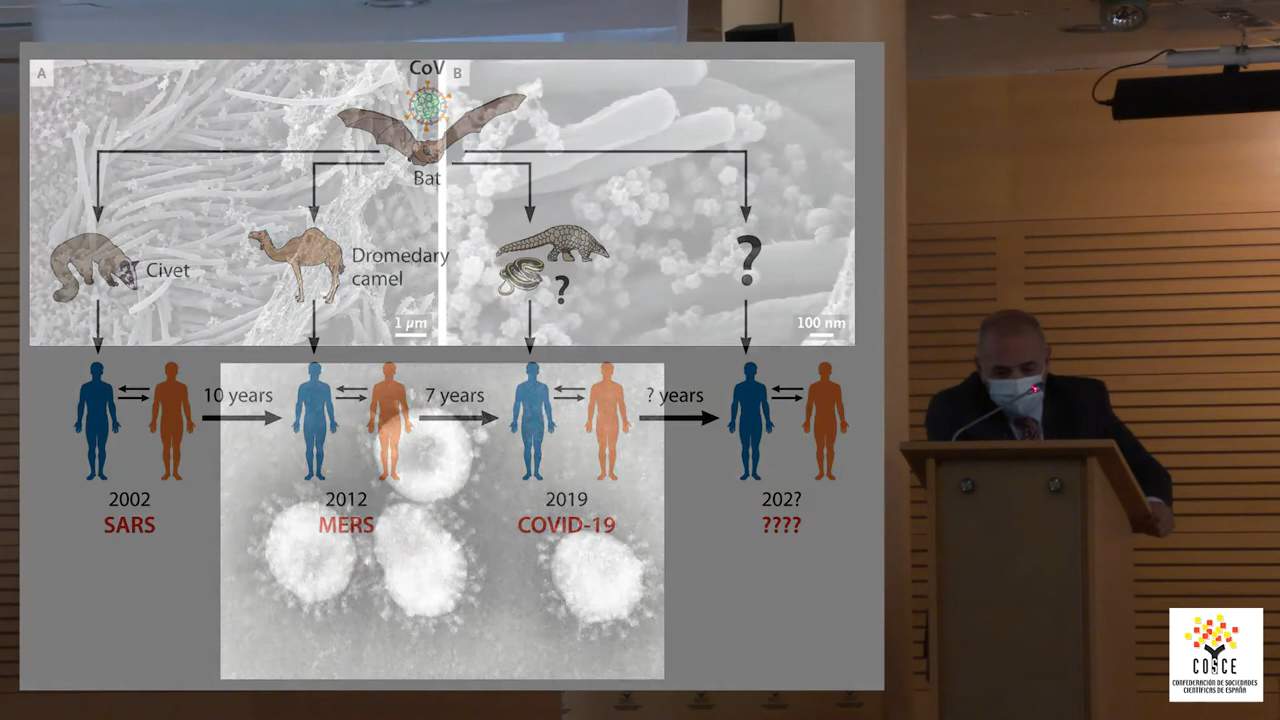 A
CoV
B
Bat
Civet
Dromedary
camel
?
?
1 µm
100 nm
10 years
7 years
? years
2002
2012
2019
202?
SARS
MERS
COVID-19
????
COSCE
CONFEDERACIÓN DE SOCIEDADES
CIENTÍFICAS DE ESPAÑA